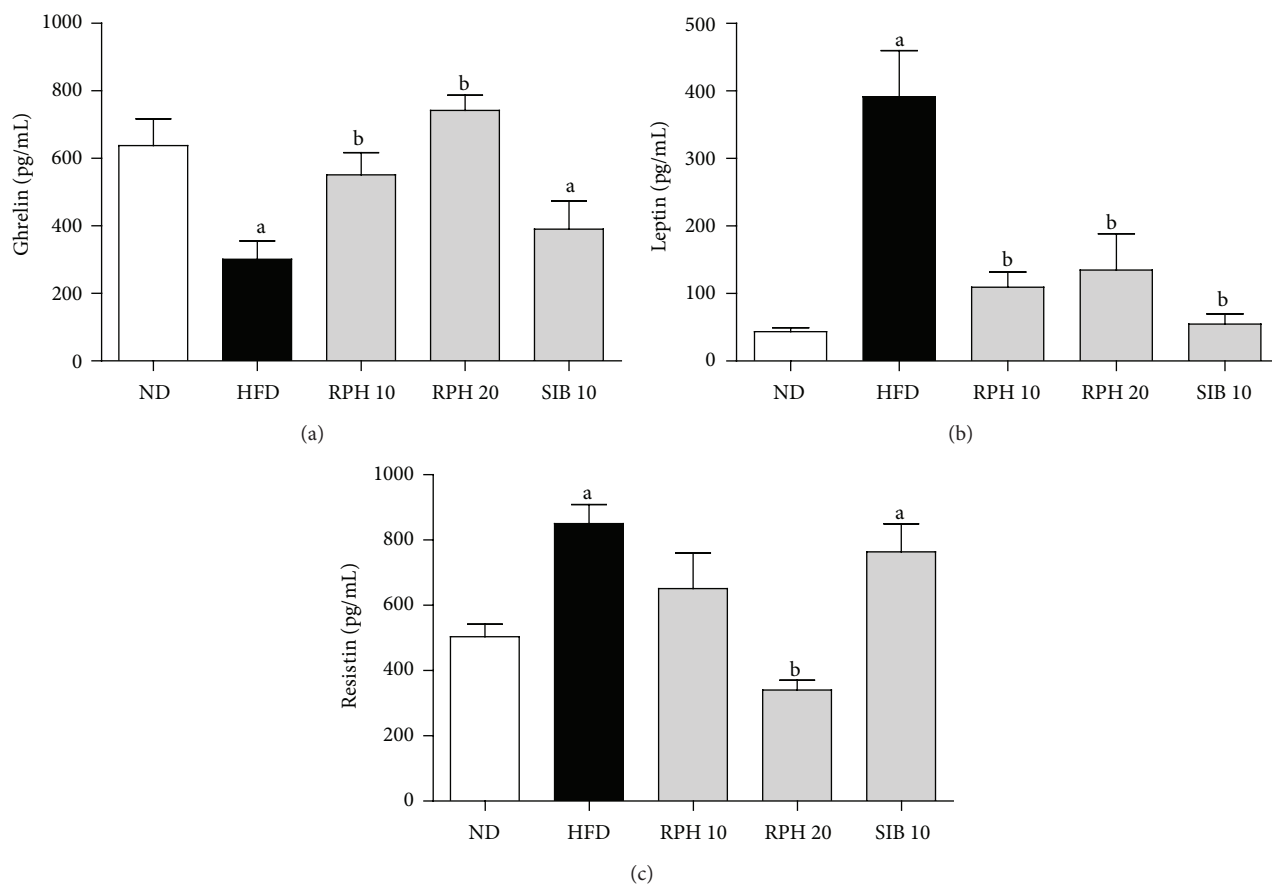 1000
800
600
400
200
0
Ghrelin (pg/mL)
a
b
b
a
ND HFD RPH 10 RPH 20 SIB 10
(a)
500
400
300
200
100
0
Leptin (pg/mL)
a
b
b
b
ND HFD RPH 10 RPH 20 SIB 10
(b)
1000
800
600
400
200
0
Resistin (pg/mL)
a
b
a
ND HFD RPH 10 RPH 20 SIB 10
(c)